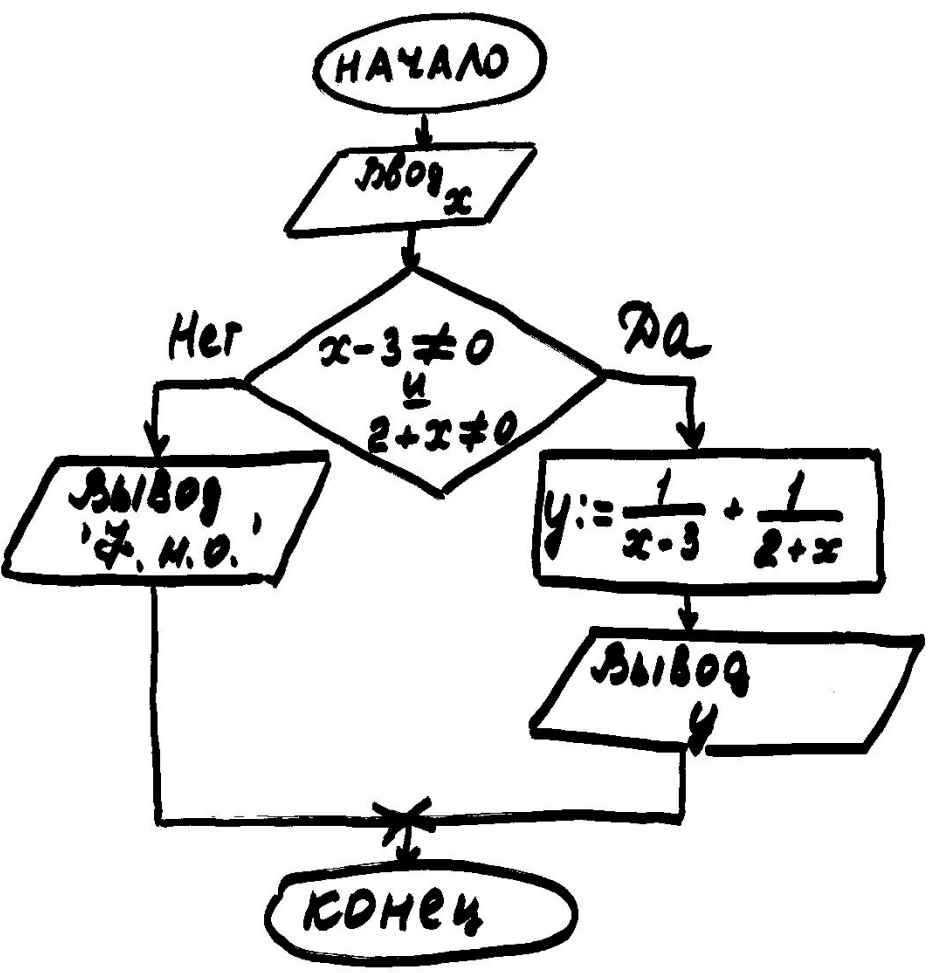 НАЧАЛО
Ввод
x
Нет
Да
x-3≠0
и
2+x≠0
Вывод
'Ф. н. о.'
y:= 1/(x-3) + 1/(2+x)
Вывод
y
КОНЕЦ